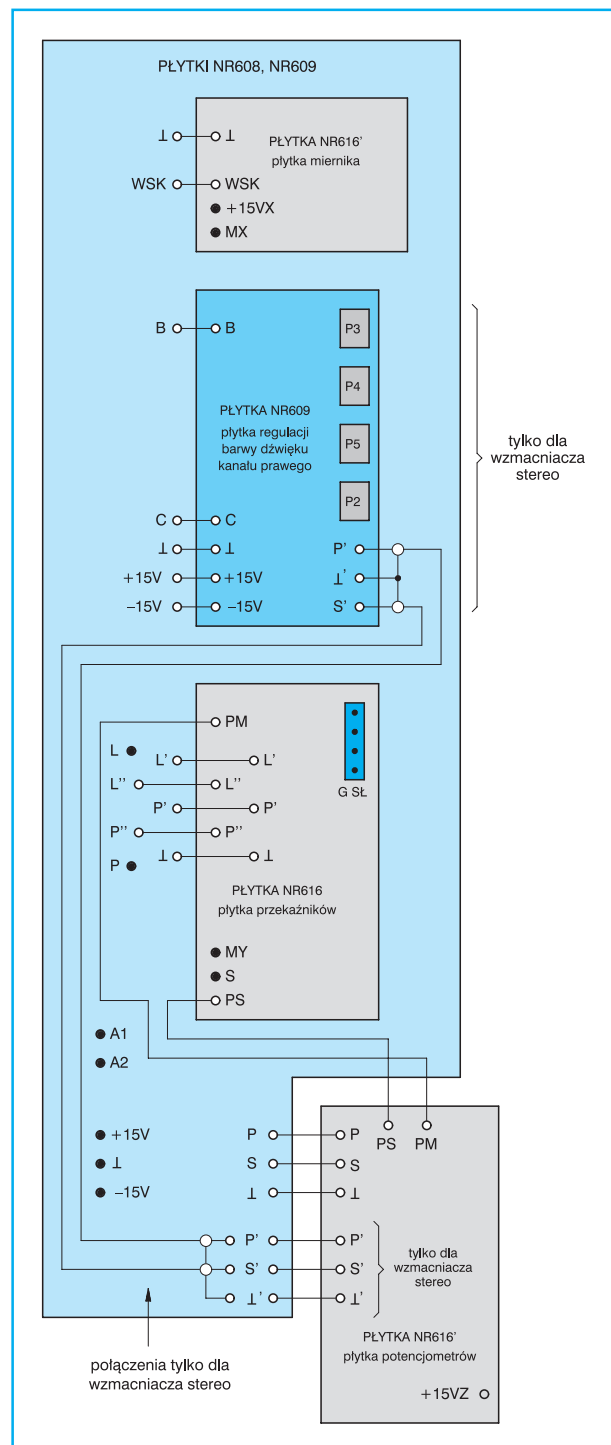 PŁYTKI NR608, NR609
⊥ ⊥
PŁYTKA NR616'
płytka miernika
WSK WSK
+15VX
MX
B B
P3
P4
PŁYTKA NR609
płytka regulacji
barwy dźwięku
kanału prawego
P5
P2
tylko dla
wzmacniacza
stereo
C C
⊥ ⊥ P'
+15V +15V ⊥'
–15V –15V S'
PM
L
L' L'
L'' L''
G SŁ
P' P'
P'' P''
P
⊥ ⊥
PŁYTKA NR616
płytka przekaźników
MY
S
PS
A1
A2
+15V P P
PS PM
⊥ S S
–15V ⊥ ⊥
P' P'
S' S'
⊥' ⊥'
tylko dla
wzmacniacza
stereo
PŁYTKA NR616'
płytka potencjometrów
połączenia tylko dla
wzmacniacza stereo
+15VZ